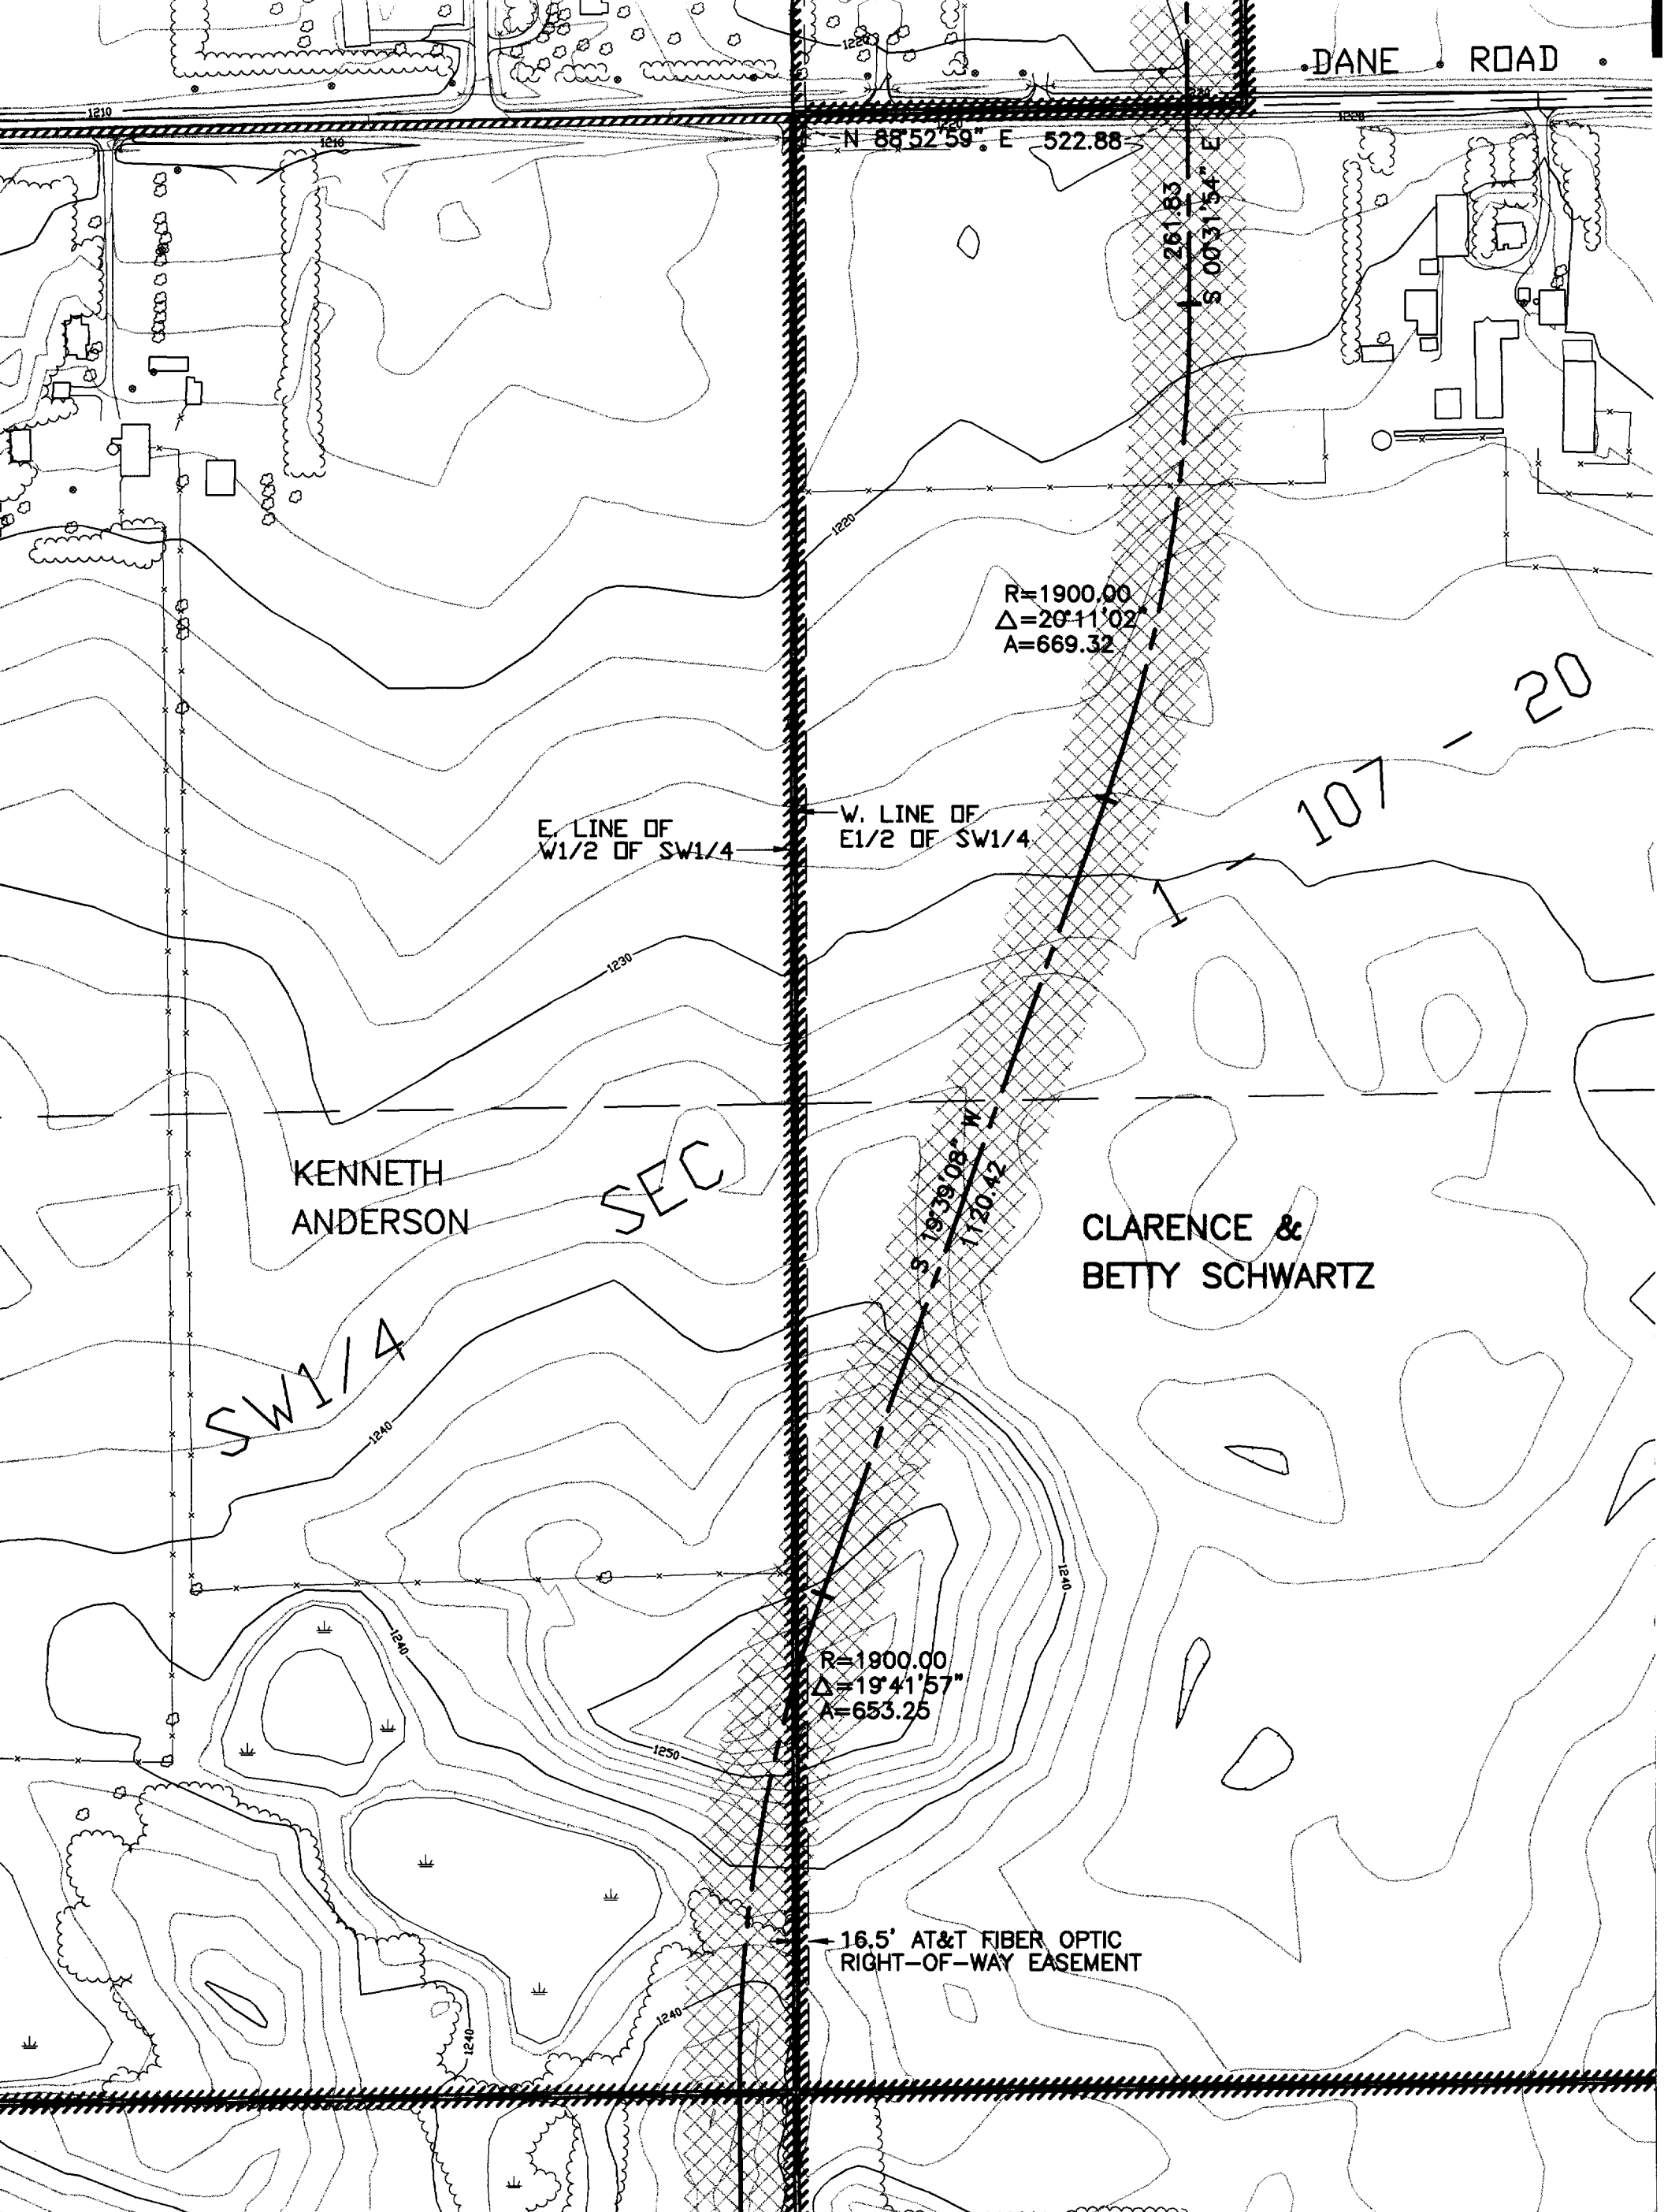 DANE ROAD
1220
1210
1210
1220
1220
N 88°52'59" E 522.88
261.83
S 00°31'54" E
1220
R=1900.00
Δ=20°11'02"
A=669.32
1 - 107 - 20
E. LINE OF
W1/2 OF SW1/4
W. LINE OF
E1/2 OF SW1/4
1230
KENNETH
ANDERSON
SEC
S 19°39'08" W
1120.42
CLARENCE &
BETTY SCHWARTZ
SW1/4
1240
1240
1240
R=1900.00
Δ=19°41'57"
A=653.25
1250
16.5' AT&T FIBER OPTIC
RIGHT-OF-WAY EASEMENT
1240
1240